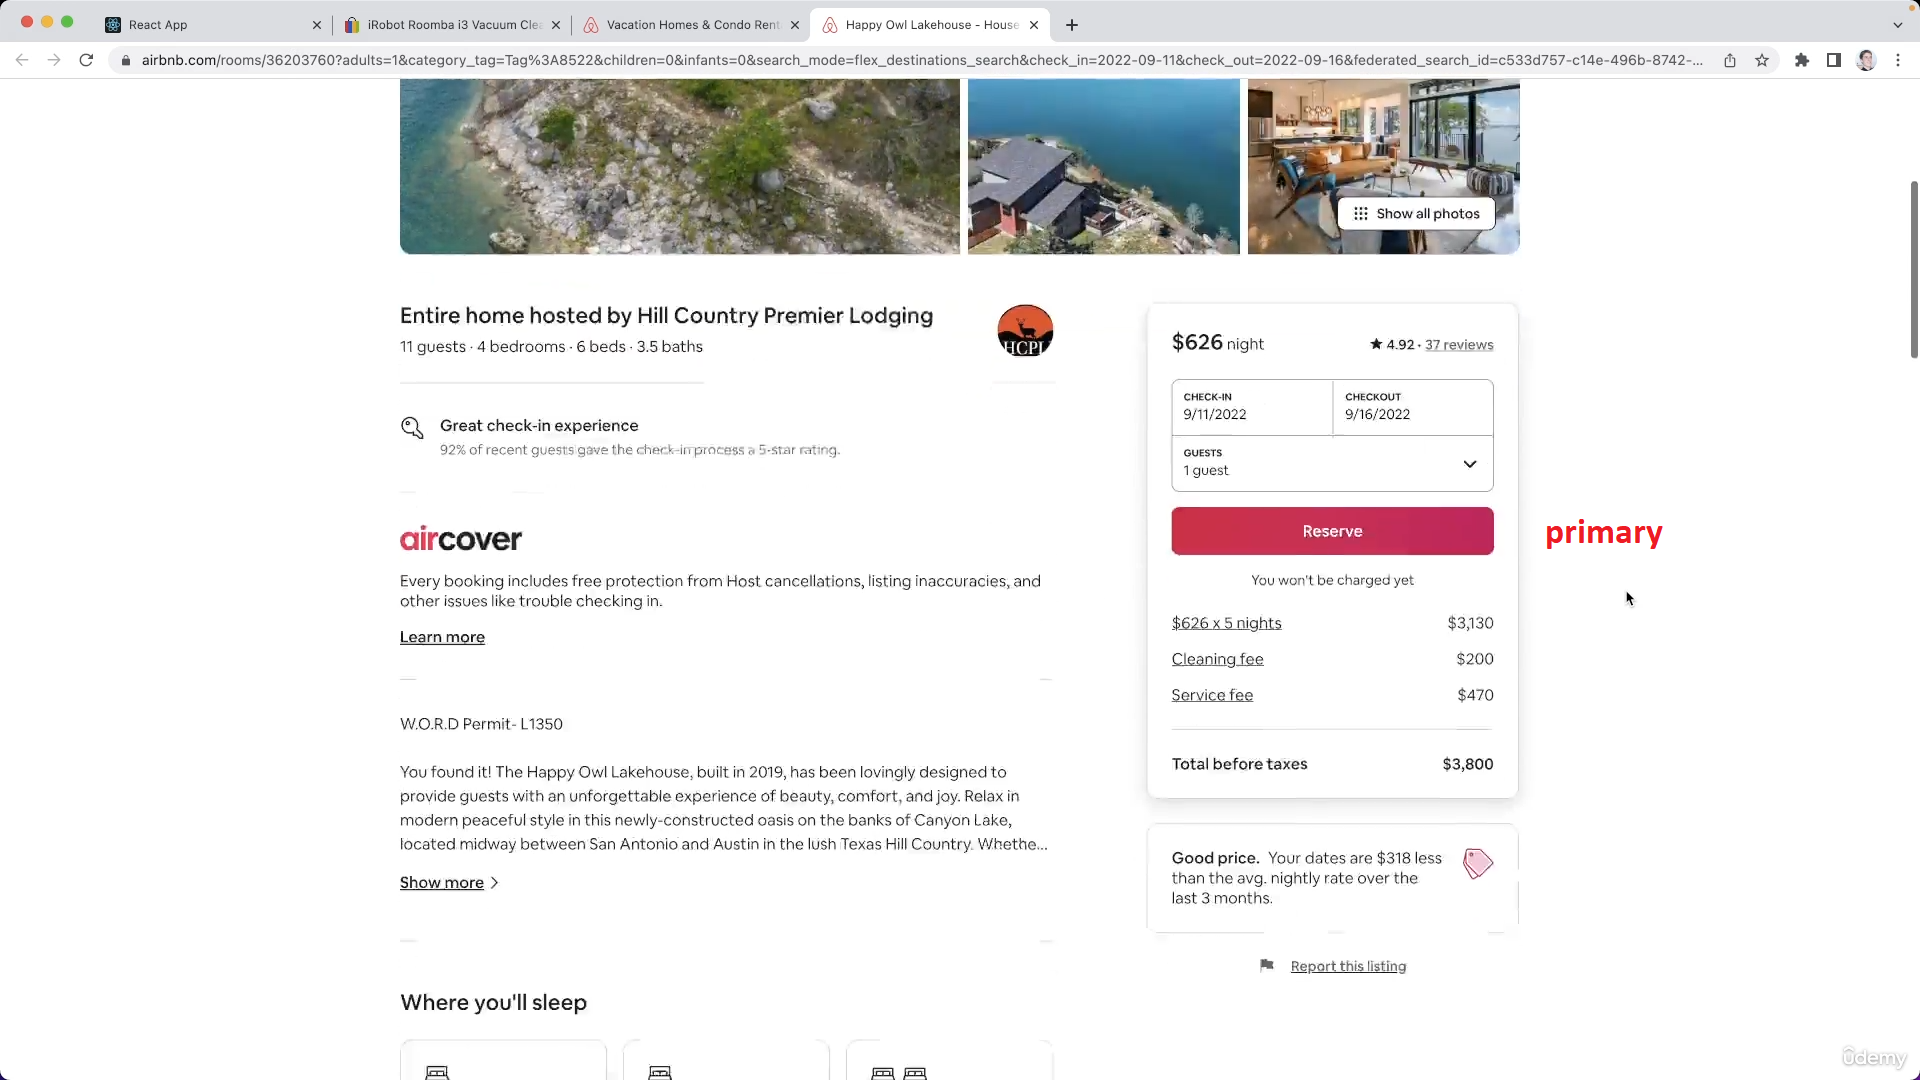 React App
iRobot Roomba i3 Vacuum Clea
Vacation Homes & Condo Rent
Happy Owl Lakehouse - House
airbnb.com/rooms/36203760?adults=1&category_tag=Tag%3A8522&children=0&infants=0&search_mode=flex_destinations_search&check_in=2022-09-11&check_out=2022-09-16&federated_search_id=c533d757-c14e-496b-8742-...
Show all photos
Entire home hosted by Hill Country Premier Lodging
11 guests · 4 bedrooms · 6 beds · 3.5 baths
HCPL
Great check-in experience
92% of recent guests gave the check-in process a 5-star rating.
aircover
Every booking includes free protection from Host cancellations, listing inaccuracies, and
other issues like trouble checking in.
Learn more
W.O.R.D Permit- L1350
You found it! The Happy Owl Lakehouse, built in 2019, has been lovingly designed to
provide guests with an unforgettable experience of beauty, comfort, and joy. Relax in
modern peaceful style in this newly-constructed oasis on the banks of Canyon Lake,
located midway between San Antonio and Austin in the lush Texas Hill Country. Whethe...
Show more
Where you'll sleep
$626 night
4.92 · 37 reviews
CHECK-IN
9/11/2022
CHECKOUT
9/16/2022
GUESTS
1 guest
Reserve
primary
You won't be charged yet
$626 x 5 nights $3,130
Cleaning fee $200
Service fee $470
Total before taxes $3,800
Good price. Your dates are $318 less
than the avg. nightly rate over the
last 3 months.
Report this listing
ûdemy